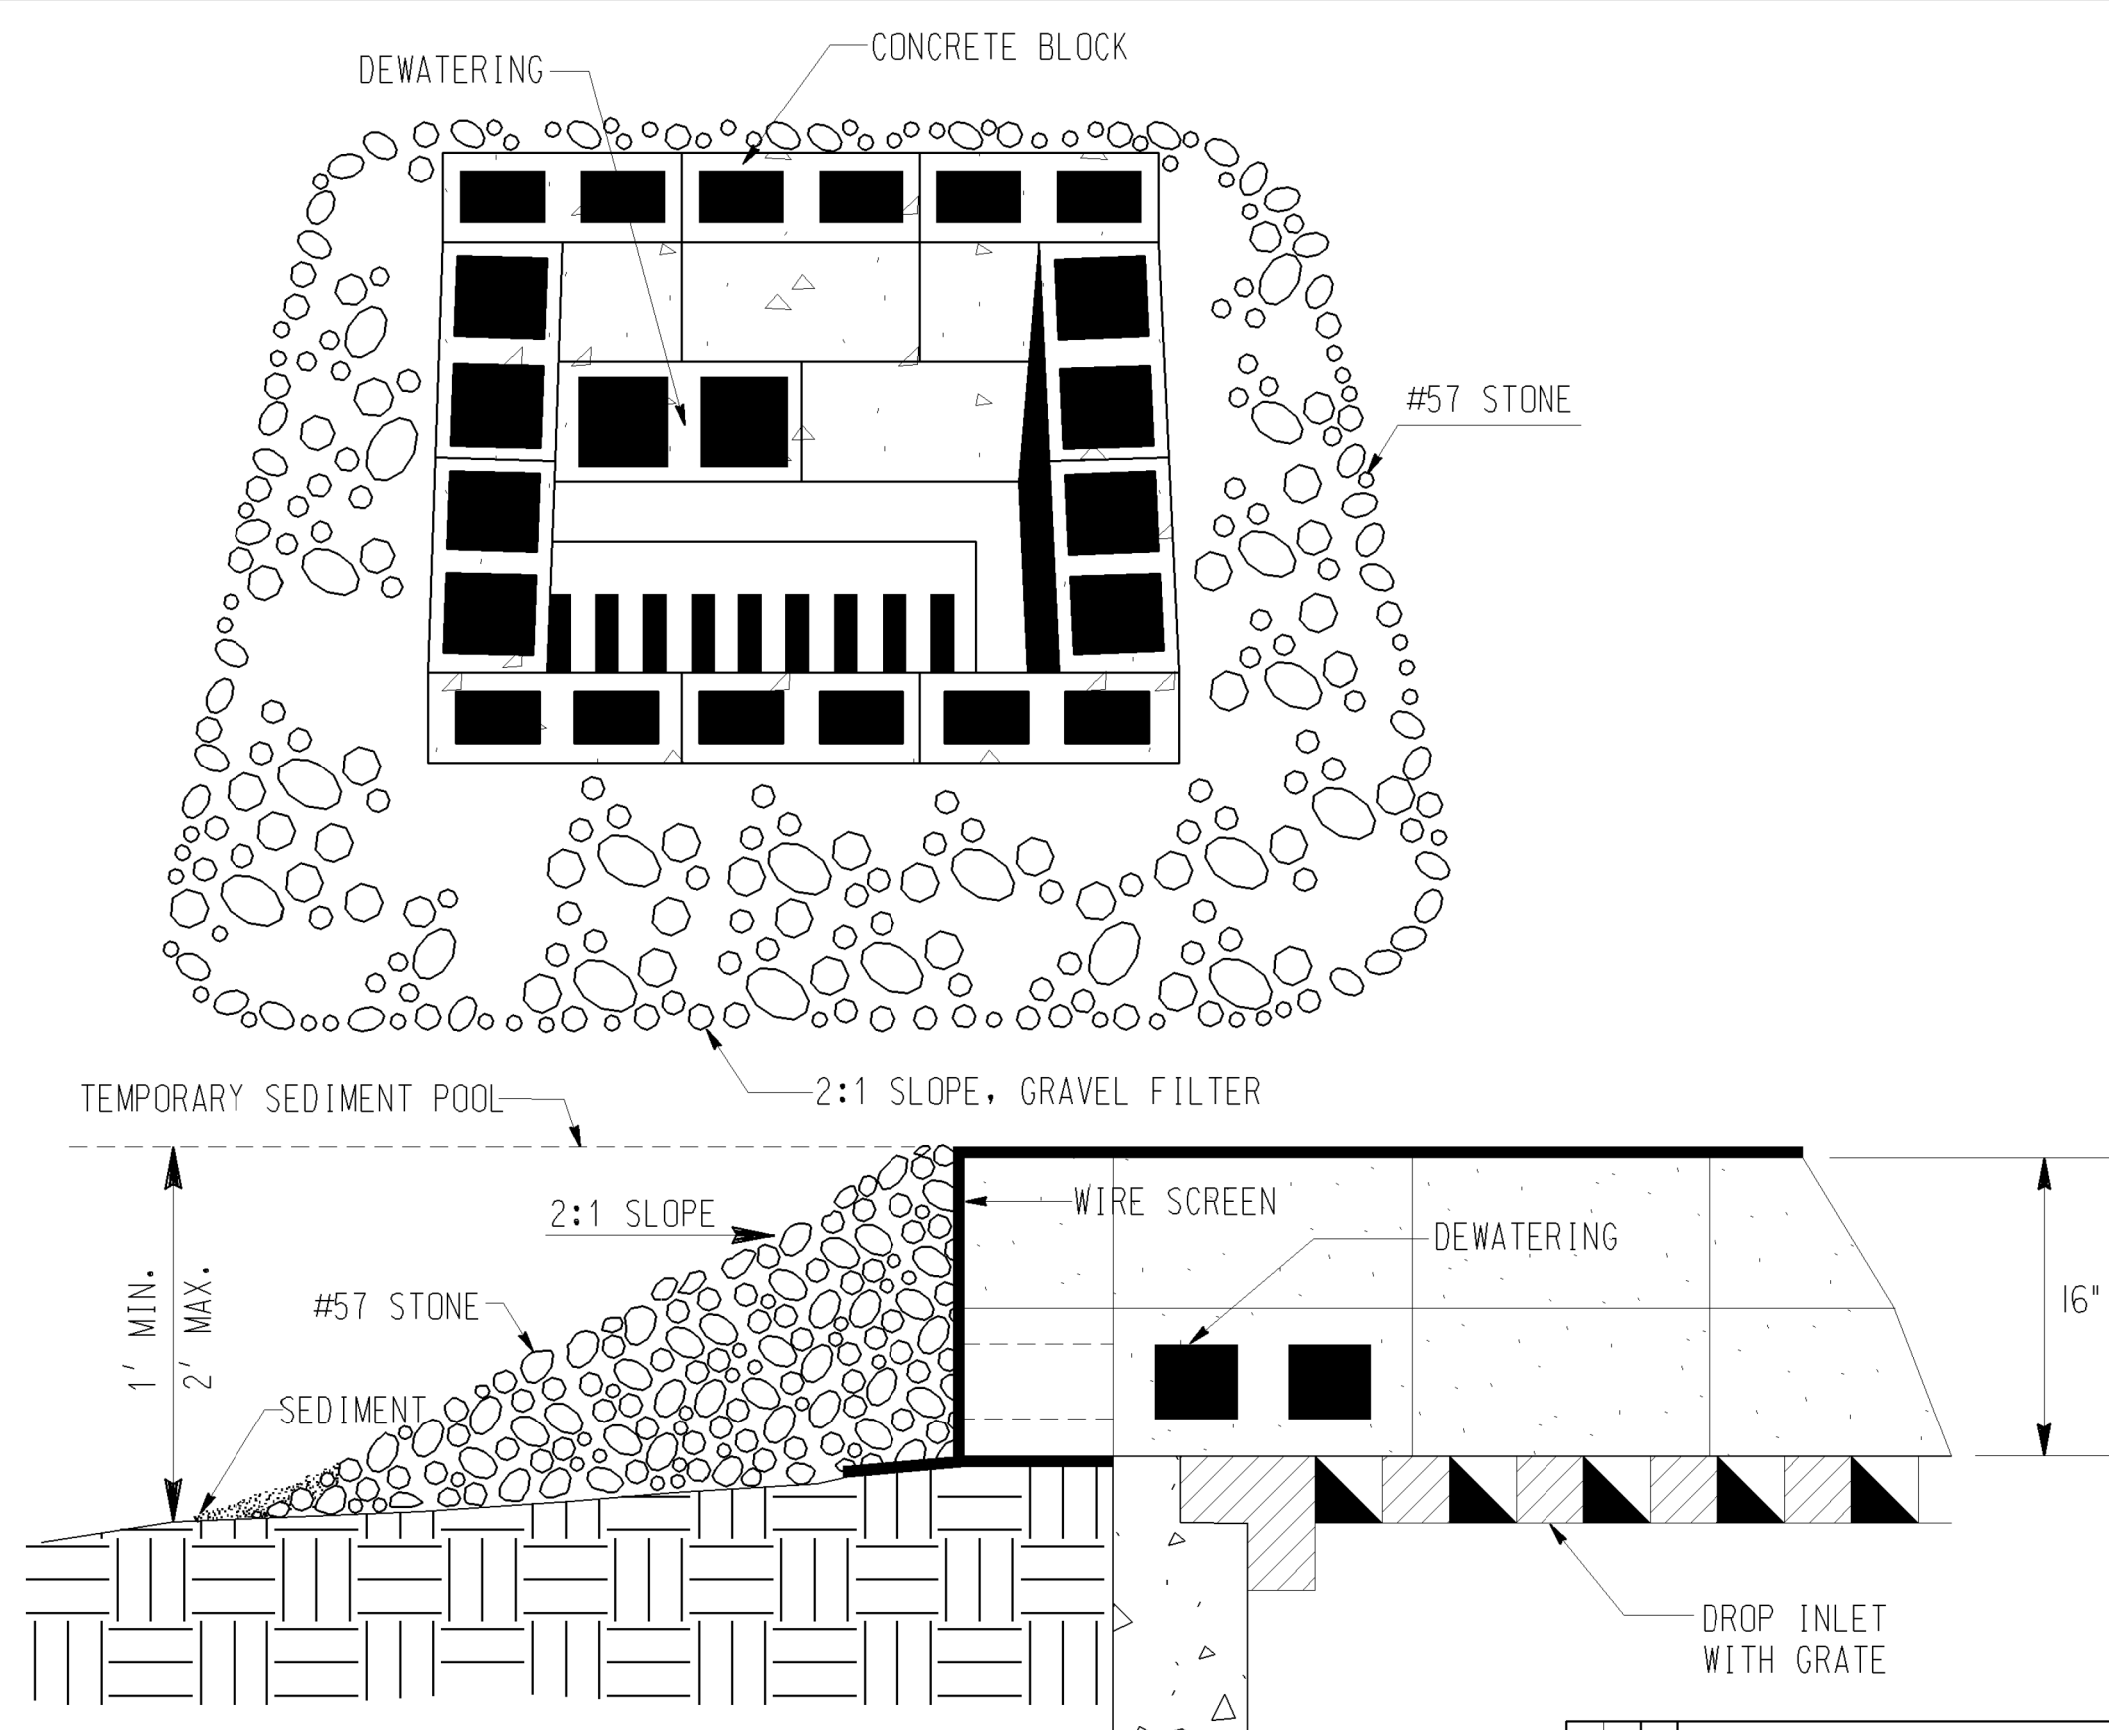 CONCRETE BLOCK
DEWATERING
#57 STONE
2:1 SLOPE, GRAVEL FILTER
TEMPORARY SEDIMENT POOL
WIRE SCREEN
2:1 SLOPE
DEWATERING
1' MIN.
2' MAX.
#57 STONE
16"
SEDIMENT
DROP INLET
WITH GRATE